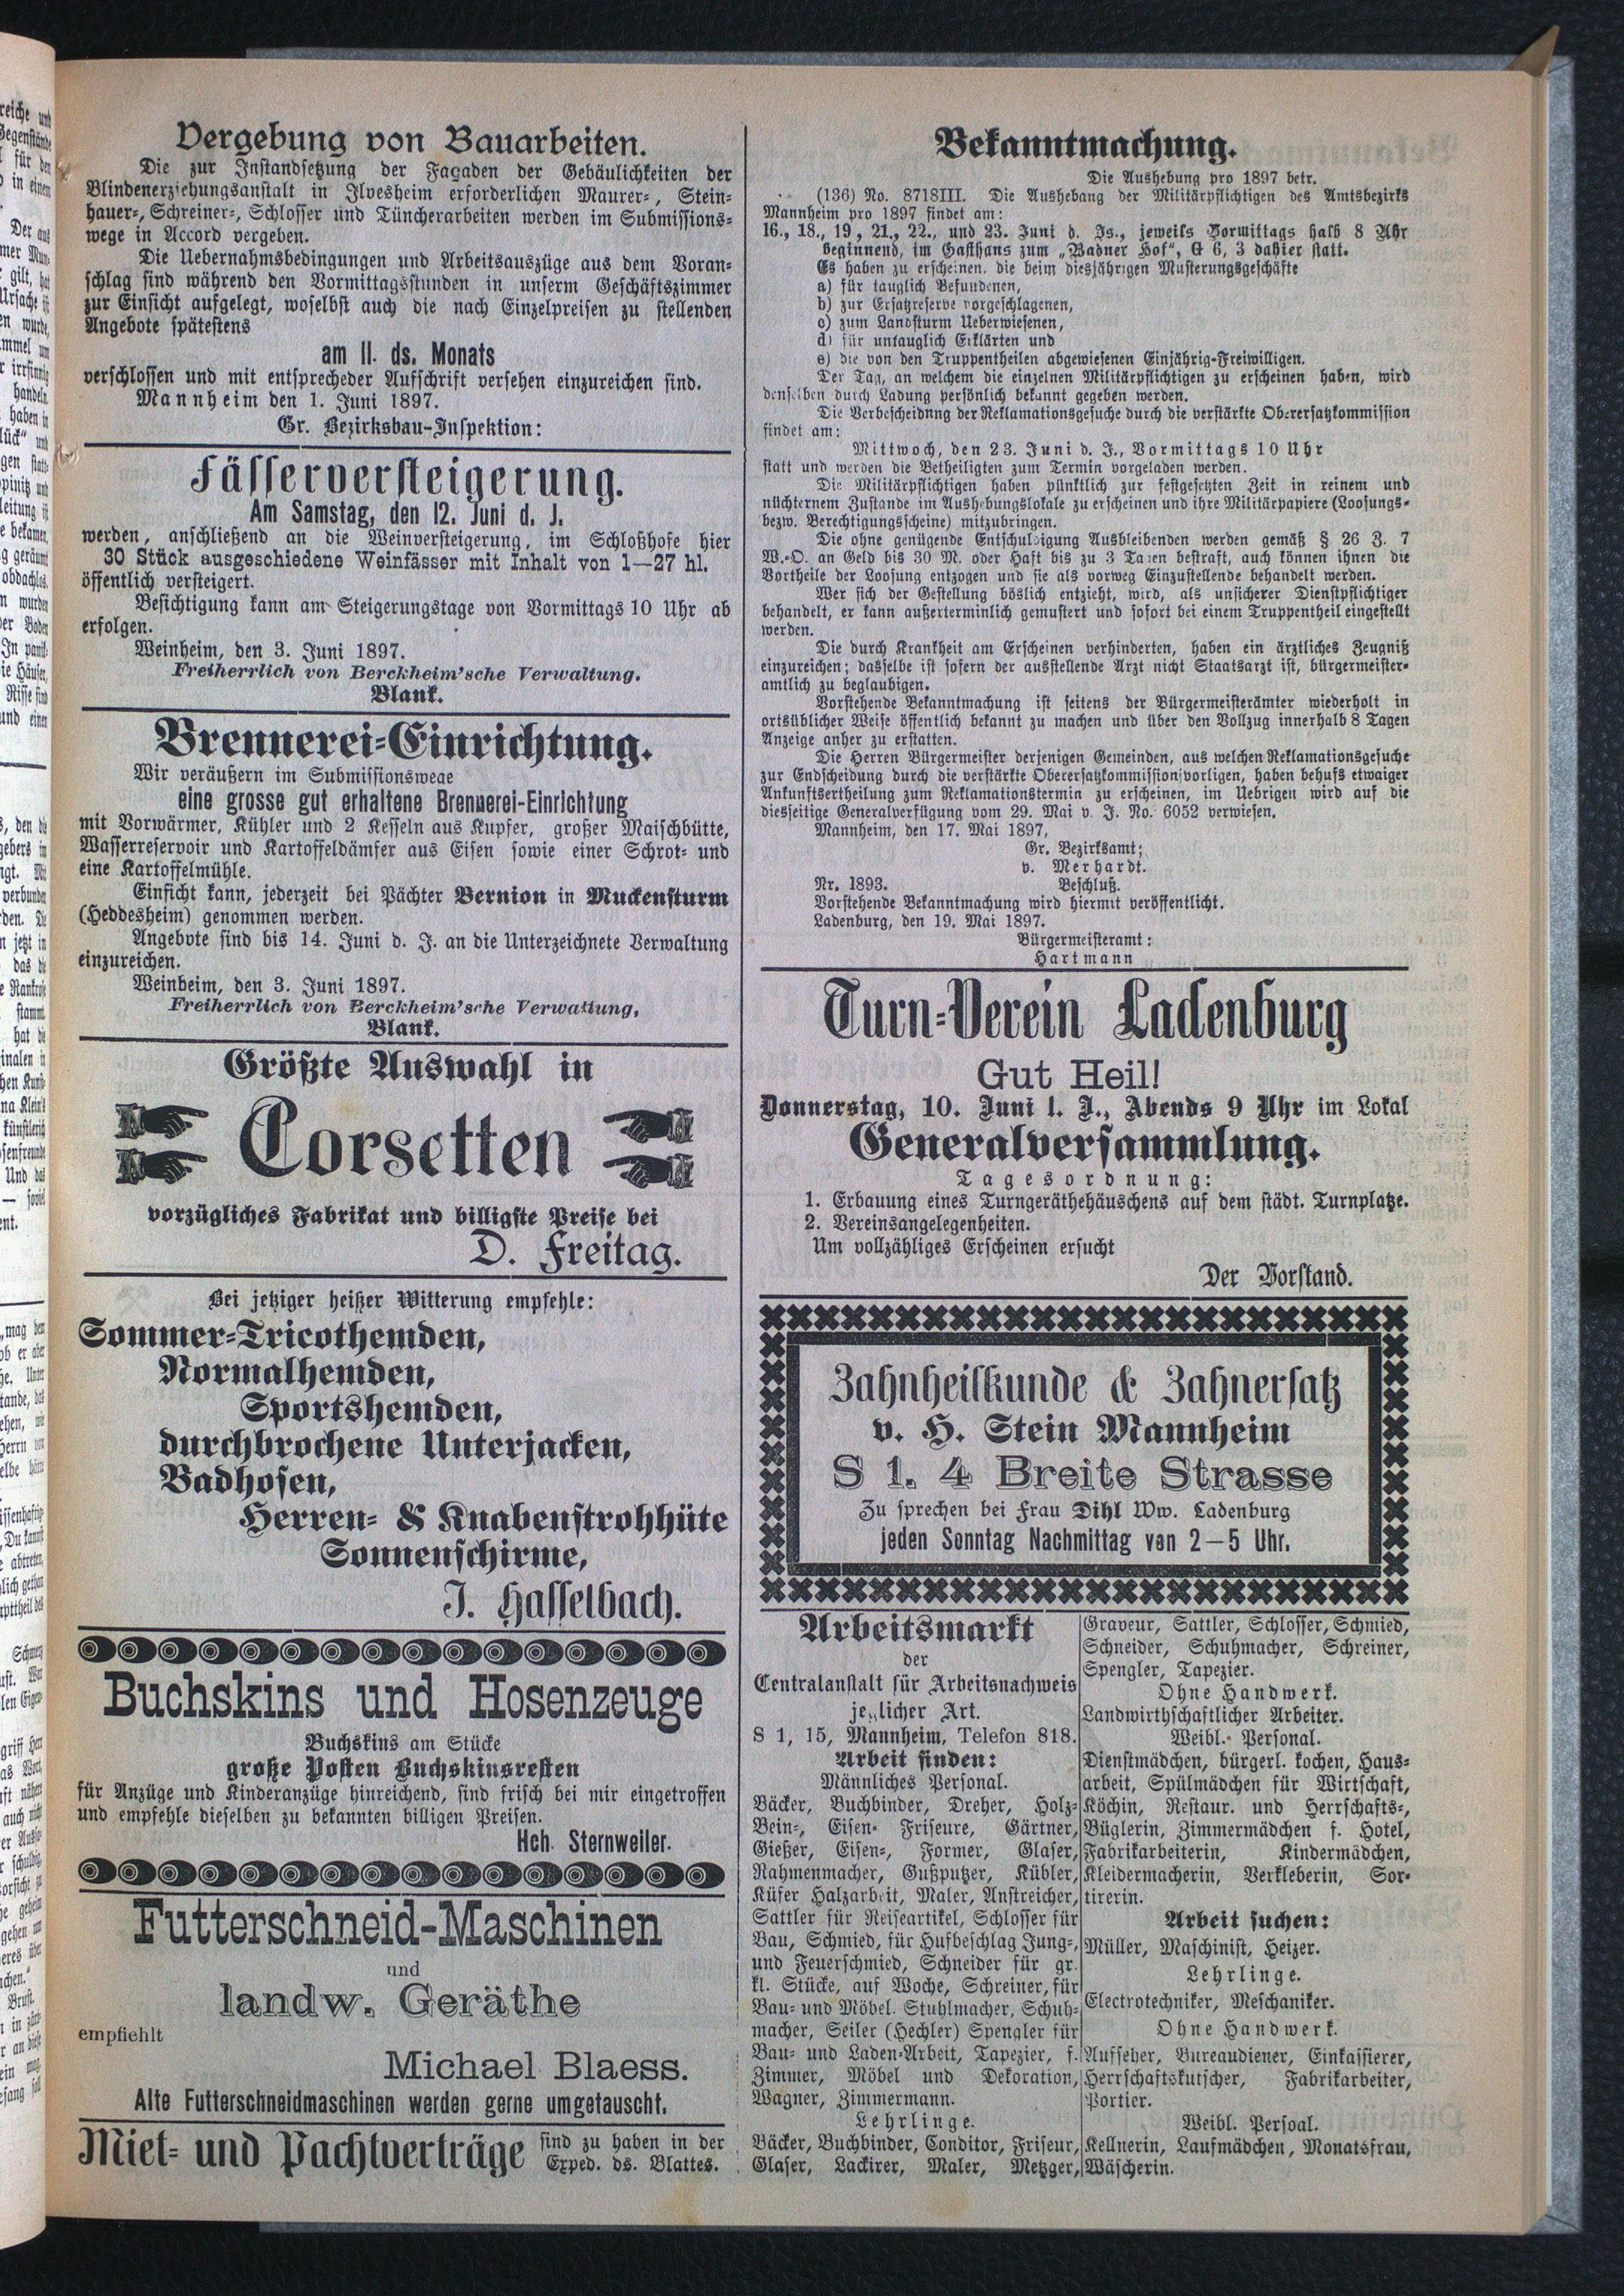 Vergebung von Bauarbeiten.
Die zur Instandsetzung der Façaden der Gebäulichkeiten der
Blindenerziehungsanstalt in Ilvesheim erforderlichen Maurer-, Stein-
hauer-, Schreiner-, Schlosser und Tüncherarbeiten werden im Submissions-
wege in Accord vergeben.
Die Uebernahmsbedingungen und Arbeitsauszüge aus dem Voran-
schlag sind während den Vormittagsstunden in unserm Geschäftszimmer
zur Einsicht aufgelegt, woselbst auch die nach Einzelpreisen zu stellenden
Angebote spätestens
am 11. ds. Monats
verschlossen und mit entsprecheder Aufschrift versehen einzureichen sind.
Mannheim den 1. Juni 1897.
Gr. Bezirksbau-Inspektion:
Fässerversteigerung.
Am Samstag, den 12. Juni d. J.
werden, anschließend an die Weinversteigerung, im Schloßhofe hier
30 Stück ausgeschiedene Weinfässer mit Inhalt von 1—27 hl.
öffentlich versteigert.
Besichtigung kann am Steigerungstage von Vormittags 10 Uhr ab
erfolgen.
Weinheim, den 3. Juni 1897.
Freiherrlich von Berckheim'sche Verwaltung.
Blank.
Brennerei-Einrichtung.
Wir veräußern im Submissionswege
eine grosse gut erhaltene Brennerei-Einrichtung
mit Vorwärmer, Kühler und 2 Kesseln aus Kupfer, großer Maischbütte,
Wasserreservoir und Kartoffeldämfer aus Eisen sowie einer Schrot- und
eine Kartoffelmühle.
Einsicht kann, jederzeit bei Pächter Bernion in Muckensturm
(Heddesheim) genommen werden.
Angebote sind bis 14. Juni d. J. an die Unterzeichnete Verwaltung
einzureichen.
Weinheim, den 3. Juni 1897.
Freiherrlich von Berckheim'sche Verwaltung,
Blank.
Größte Auswahl in
Corsetten
vorzügliches Fabrikat und billigste Preise bei
D. Freitag.
Bei jetziger heißer Witterung empfehle:
Sommer-Tricothemden,
Normalhemden,
Sportshemden,
durchbrochene Unterjacken,
Badhosen,
Herren- & Knabenstrohhüte
Sonnenschirme,
J. Hasselbach.
Buchskins und Hosenzeuge
Buchskins am Stücke
große Posten Buchskinsresten
für Anzüge und Kinderanzüge hinreichend, sind frisch bei mir eingetroffen
und empfehle dieselben zu bekannten billigen Preisen.
Hch. Sternweiler.
Futterschneid-Maschinen
und
landw. Geräthe
empfiehlt
Michael Blaess.
Alte Futterschneidmaschinen werden gerne umgetauscht.
Miet- und Pachtverträge sind zu haben in der
Exped. ds. Blattes.
Bekanntmachung.
Die Aushebung pro 1897 betr.
(136) No. 8718III. Die Aushebang der Militärpflichtigen des Amtsbezirks
Mannheim pro 1897 findet am:
16., 18., 19, 21., 22., und 23. Juni d. Js., jeweils Vormittags halb 8 Uhr
beginnend, im Gasthans zum „Badner Hof“, G 6, 3 dahier statt.
Es haben zu erscheinen. die beim diesjährigen Musterungsgeschäfte
a) für tauglich Befundenen,
b) zur Ersatzreserve vorgeschlagenen,
c) zum Landsturm Ueberwiesenen,
d) für untauglich Erklärten und
e) die von den Truppentheilen abgewiesenen Einjährig-Freiwilligen.
Der Tag, an welchem die einzelnen Militärpflichtigen zu erscheinen haben, wird
denselben durch Ladung persönlich bekannt gegeben werden.
Die Verbescheidnng der Reklamationsgesuche durch die verstärkte Oberersatzkommission
findet am:
Mittwoch, den 23. Juni d. J., Vormittags 10 Uhr
statt und werden die Betheiligten zum Termin vorgeladen werden.
Die Militärpflichtigen haben pünktlich zur festgesetzten Zeit in reinem und
nüchternem Zustande im Aushebungslokale zu erscheinen und ihre Militärpapiere (Loosungs-
bezw. Berechtigungsscheine) mitzubringen.
Die ohne genügende Entschuldigung Ausbleibenden werden gemäß § 26 Z. 7
W.-O. an Geld bis 30 M. oder Haft bis zu 3 Tagen bestraft, auch können ihnen die
Vortheile der Loosung entzogen und sie als vorweg Einzustellende behandelt werden.
Wer sich der Gestellung böslich entzieht, wird, als unsicherer Dienstpflichtiger
behandelt, er kann außerterminlich gemustert und sofort bei einem Truppentheil eingestellt
werden.
Die durch Krankheit am Erscheinen verhinderten, haben ein ärztliches Zeugniß
einzureichen; dasselbe ist sofern der ausstellende Arzt nicht Staatsarzt ist, bürgermeister-
amtlich zu beglaubigen.
Vorstehende Bekanntmachung ist seitens der Bürgermeisterämter wiederholt in
ortsüblicher Weise öffentlich bekannt zu machen und über den Vollzug innerhalb 8 Tagen
Anzeige anher zu erstatten.
Die Herren Bürgermeister derjenigen Gemeinden, aus welchen Reklamationsgesuche
zur Endscheidung durch die verstärkte Oberersatzkommission vorligen, haben behufs etwaiger
Ankunftsertheilung zum Reklamationstermin zu erscheinen, im Uebrigen wird auf die
diesseitige Generalverfügung vom 29. Mai v. J. No. 6052 verwiesen.
Mannheim, den 17. Mai 1897,
Gr. Bezirksamt;
v. Merhardt.
Nr. 1893. Beschluß.
Vorstehende Bekanntmachung wird hiermit veröffentlicht.
Ladenburg, den 19. Mai 1897.
Bürgermeisteramt:
Hartmann
Turn-Verein Ladenburg
Gut Heil!
Donnerstag, 10. Juni l. J., Abends 9 Uhr im Lokal
Generalversammlung.
Tagesordnung:
1. Erbauung eines Turngeräthehäuschens auf dem städt. Turnplatze.
2. Vereinsangelegenheiten.
Um vollzähliges Erscheinen ersucht
Der Vorstand.
Zahnheilkunde & Zahnersatz
v. H. Stein Mannheim
S 1. 4 Breite Strasse
Zu sprechen bei Frau Dihl Ww. Ladenburg
jeden Sonntag Nachmittag von 2—5 Uhr.
Arbeitsmarkt
der
Centralanstalt für Arbeitsnachweis
jeglicher Art.
S 1, 15, Mannheim, Telefon 818.
Arbeit finden:
Männliches Personal.
Bäcker, Buchbinder, Dreher, Holz-
Bein-, Eisen- Friseure, Gärtner,
Gießer, Eisen-, Former, Glaser,
Rahmenmacher, Gußputzer, Kübler,
Küfer Halzarbeit, Maler, Anstreicher,
Sattler für Reiseartikel, Schlosser für
Bau, Schmied, für Hufbeschlag Jung-,
und Feuerschmied, Schneider für gr.
kl. Stücke, auf Woche, Schreiner, für
Bau- und Möbel. Stuhlmacher, Schuh-
macher, Seiler (Hechler) Spengler für
Bau- und Laden-Arbeit, Tapezier, f.
Zimmer, Möbel und Dekoration,
Wagner, Zimmermann.
Lehrlinge.
Bäcker, Buchbinder, Conditor, Friseur,
Glaser, Lackirer, Maler, Metzger,
Graveur, Sattler, Schlosser, Schmied,
Schneider, Schuhmacher, Schreiner,
Spengler, Tapezier.
Ohne Handwerk.
Landwirthschaftlicher Arbeiter.
Weibl. Personal.
Dienstmädchen, bürgerl. kochen, Haus-
arbeit, Spülmädchen für Wirtschaft,
Köchin, Restaur. und Herrschafts-,
Büglerin, Zimmermädchen f. Hotel,
Fabrikarbeiterin, Kindermädchen,
Kleidermacherin, Verkleberin, Sor-
tirerin.
Arbeit suchen:
Müller, Maschinist, Heizer.
Lehrlinge.
Electrotechniker, Meschaniker.
Ohne Handwerk.
Aufseher, Bureaudiener, Einkassierer,
Herrschaftskutscher, Fabrikarbeiter,
Portier.
Weibl. Persoal.
Kellnerin, Laufmädchen, Monatsfrau,
Wäscherin.